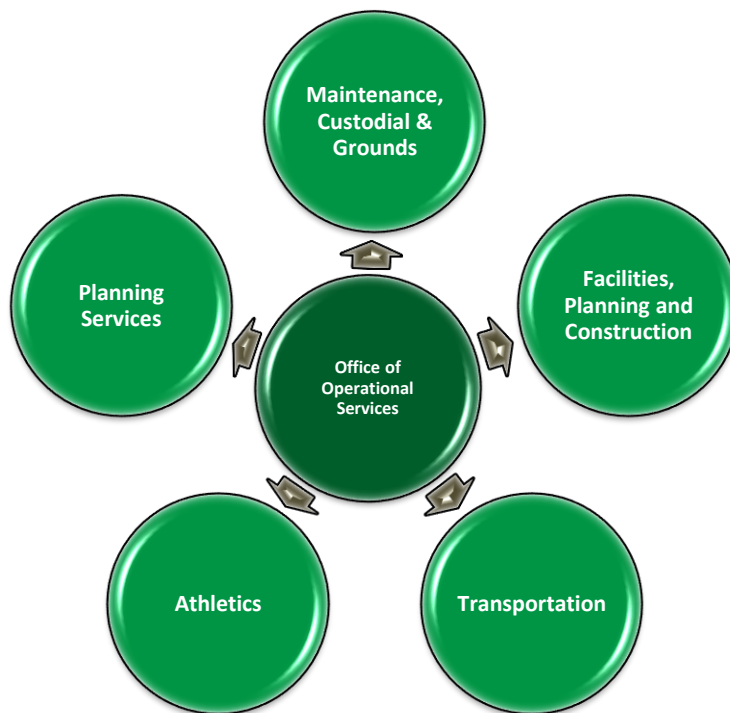 Maintenance,
Custodial &
Grounds
Planning
Services
Facilities,
Planning and
Construction
Office of
Operational
Services
Athletics
Transportation